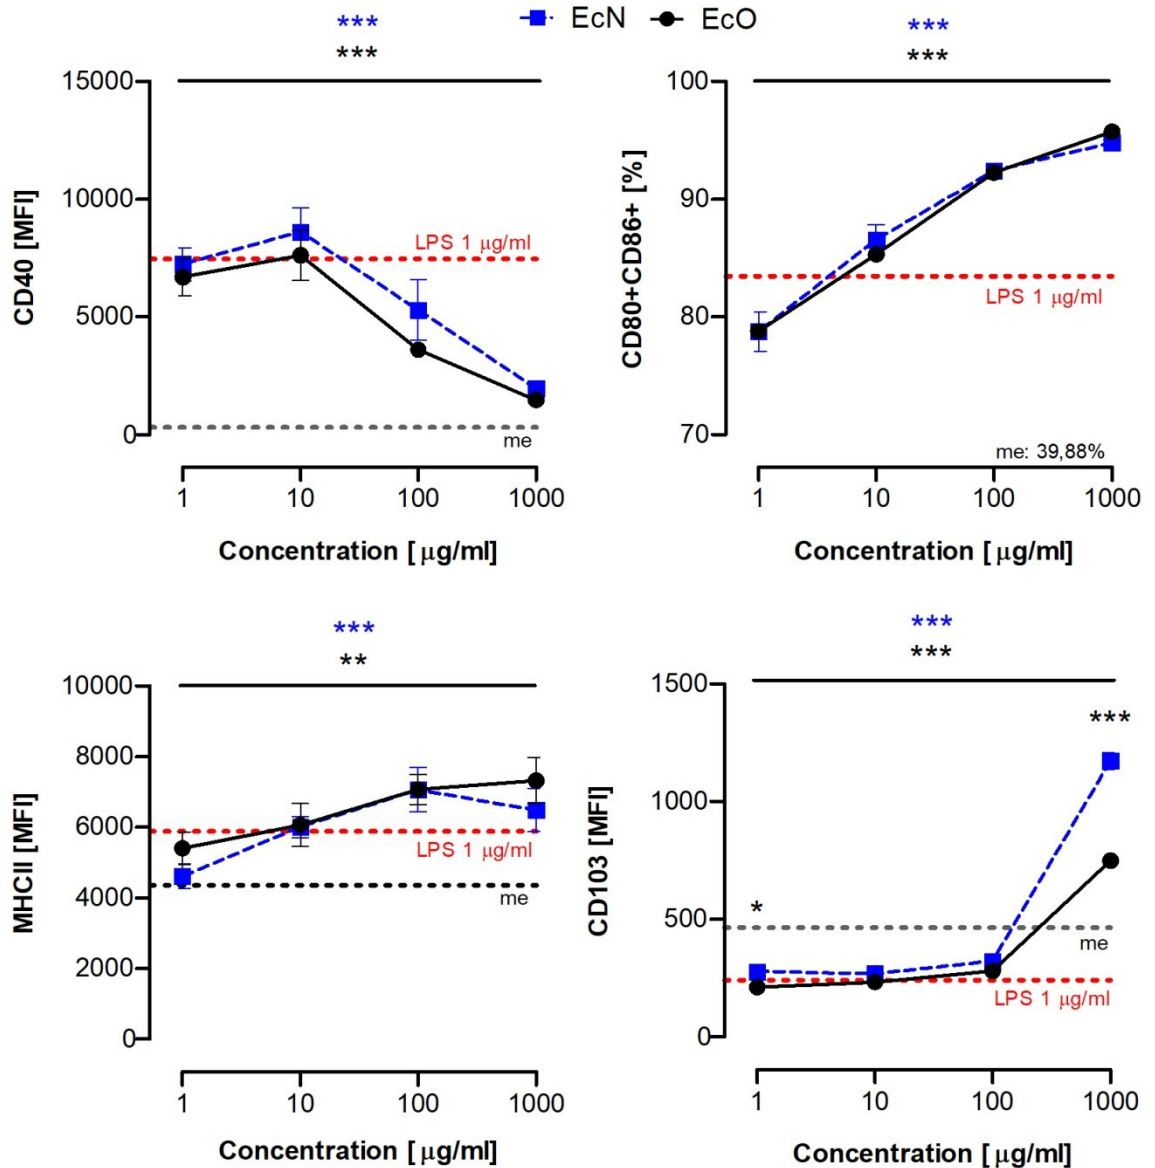 EcN EcO
***
***
15000
10000
5000
0
CD40 [MFI]
LPS 1 μg/ml
me
1 10 100 1000
Concentration [ μg/ml]
***
***
100
90
80
70
CD80+CD86+ [%]
LPS 1 μg/ml
me: 39,88%
1 10 100 1000
Concentration [ μg/ml]
***
**
10000
8000
6000
4000
2000
0
MHCII [MFI]
LPS 1 μg/ml
me
1 10 100 1000
Concentration [ μg/ml]
***
***
1500
1000
500
0
CD103 [MFI]
***
*
me
LPS 1 μg/ml
1 10 100 1000
Concentration [ μg/ml]